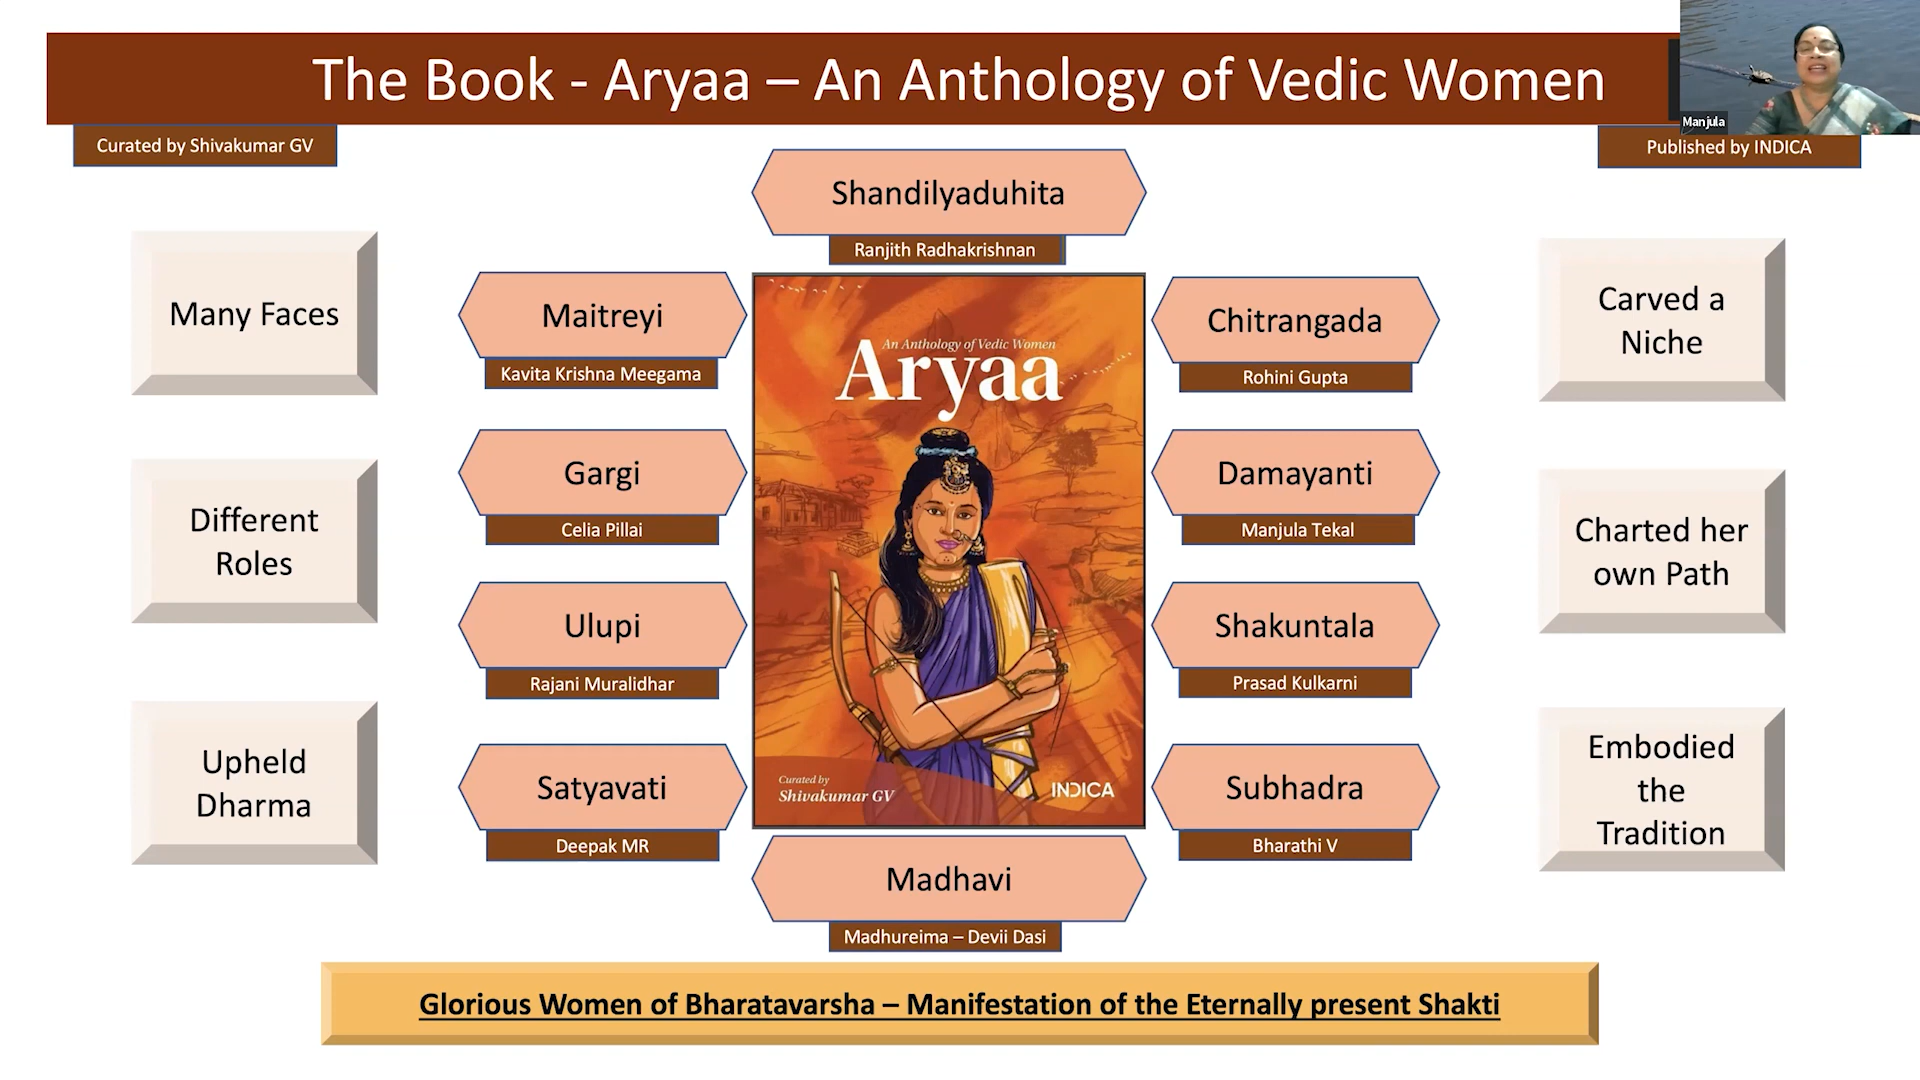 The Book - Aryaa – An Anthology of Vedic Women
Manjula
Curated by Shivakumar GV
Published by INDICA
Shandilyaduhita
Ranjith Radhakrishnan
Many Faces
Different
Roles
Upheld
Dharma
Maitreyi
Kavita Krishna Meegama
Gargi
Celia Pillai
Ulupi
Rajani Muralidhar
Satyavati
Deepak MR
An Anthology of Vedic Women
Aryaa
Curated by
Shivakumar GV
INDICA
Chitrangada
Rohini Gupta
Damayanti
Manjula Tekal
Shakuntala
Prasad Kulkarni
Subhadra
Bharathi V
Carved a
Niche
Charted her
own Path
Embodied
the
Tradition
Madhavi
Madhureima – Devii Dasi
Glorious Women of Bharatavarsha – Manifestation of the Eternally present Shakti